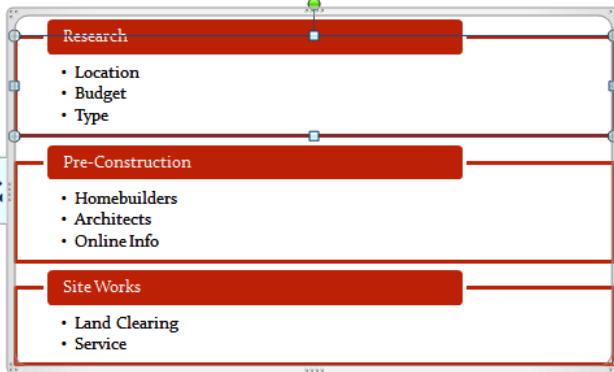 Research
• Location
• Budget
• Type
Pre-Construction
• Homebuilders
• Architects
• Online Info
Site Works
• Land Clearing
• Service